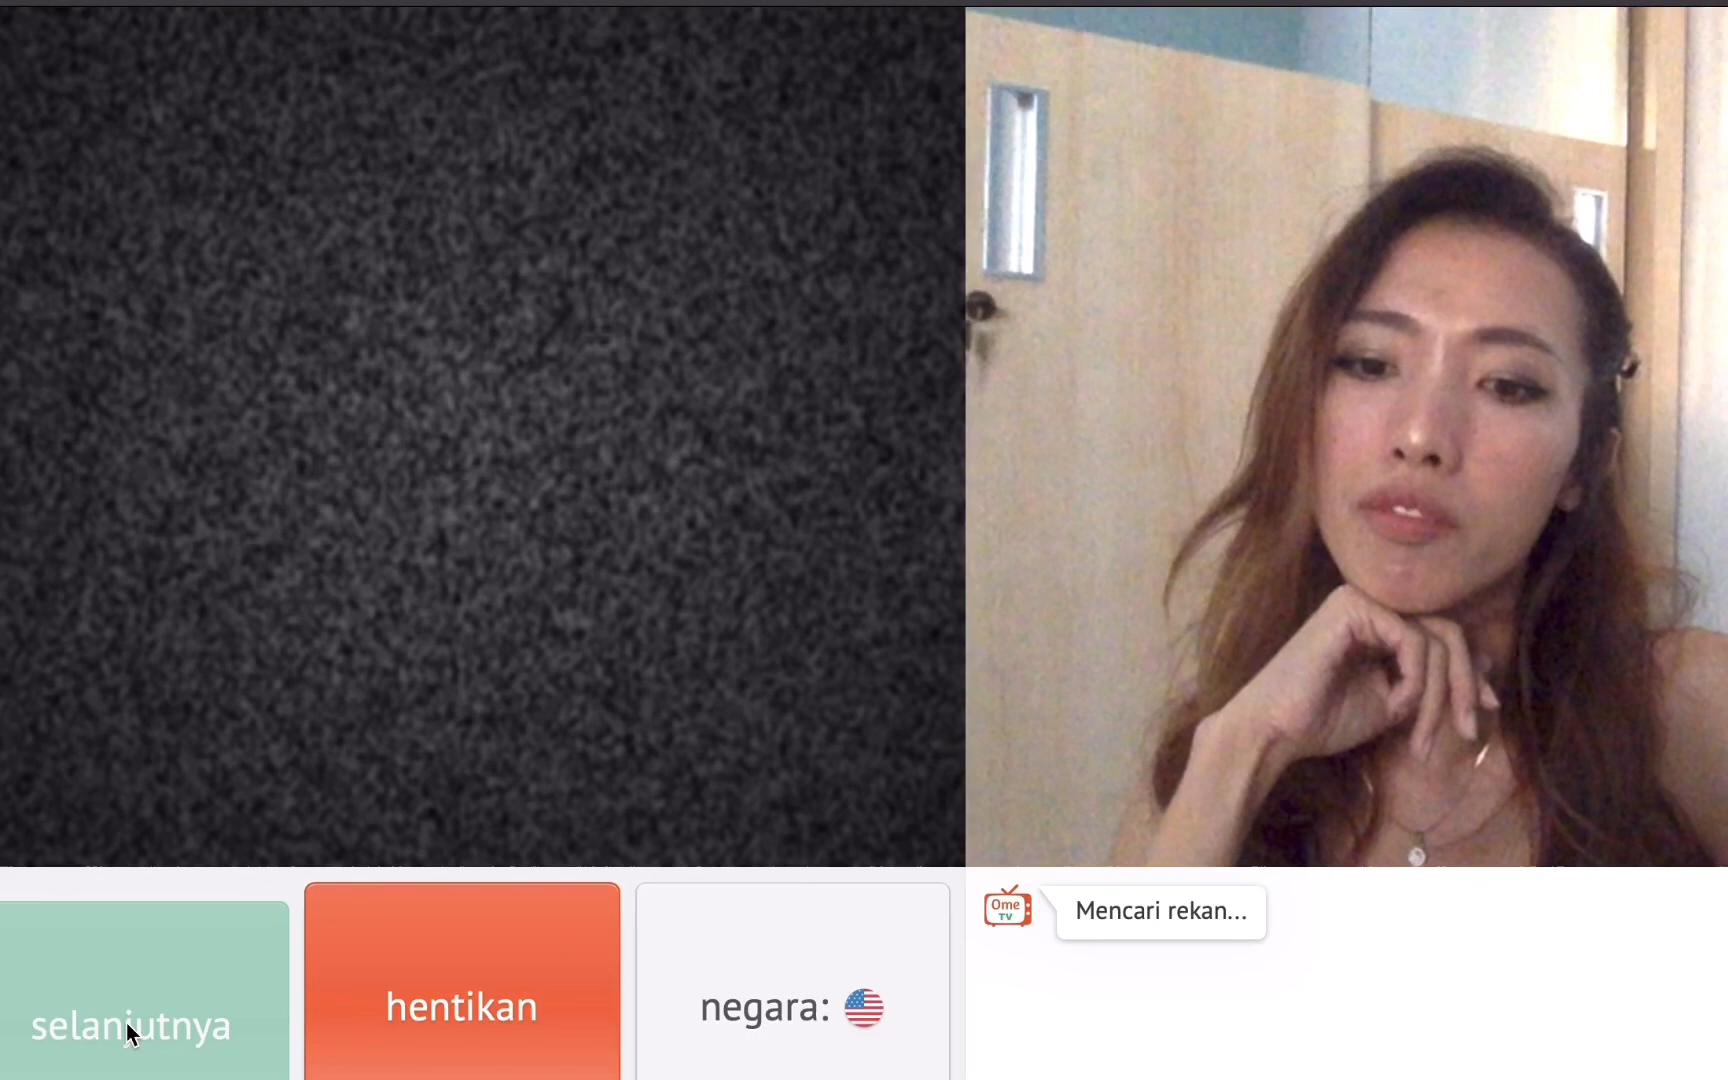 selanjutnya
hentikan
negara:
Ome
TV
Mencari rekan...